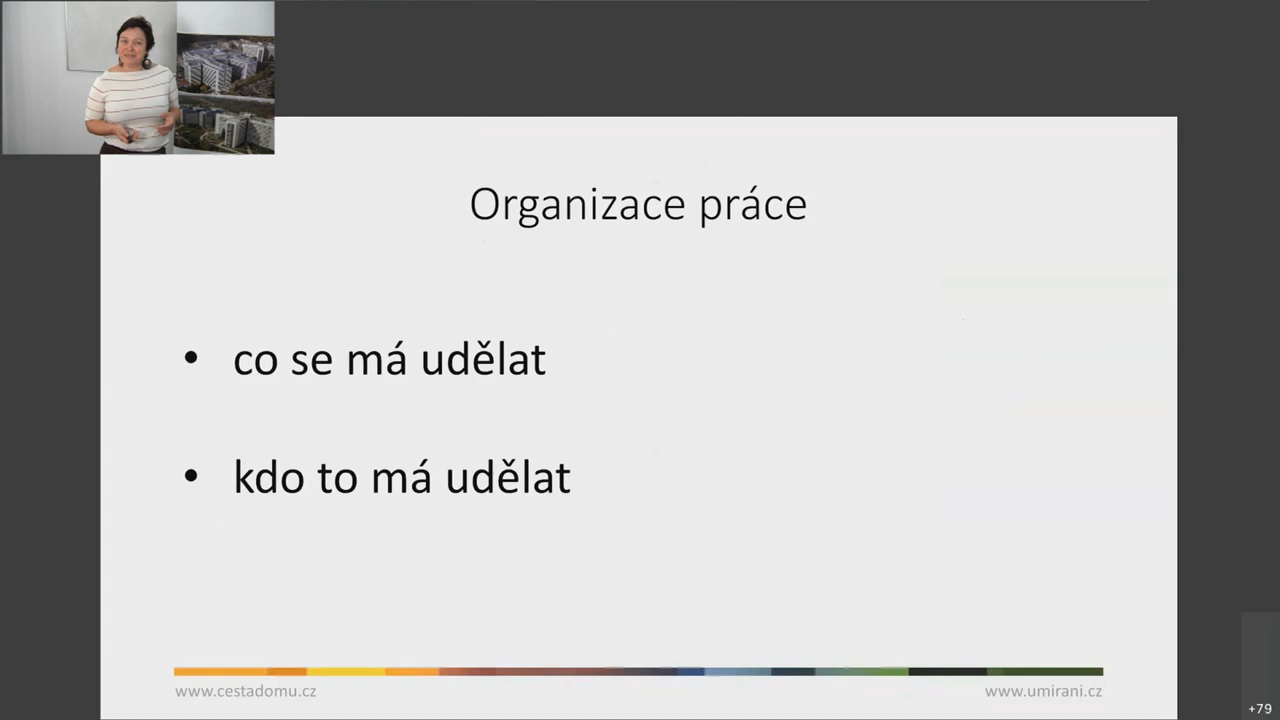 Organizace práce
• co se má udělat
• kdo to má udělat
www.cestadomu.cz
www.umirani.cz
+79